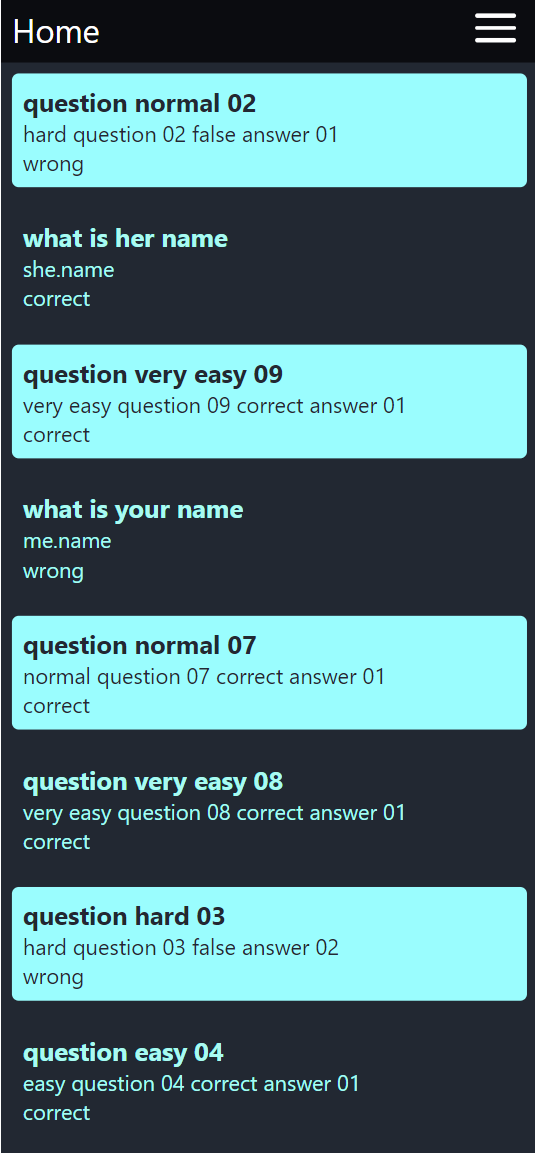 Home
question normal 02
hard question 02 false answer 01
wrong
what is her name
she.name
correct
question very easy 09
very easy question 09 correct answer 01
correct
what is your name
me.name
wrong
question normal 07
normal question 07 correct answer 01
correct
question very easy 08
very easy question 08 correct answer 01
correct
question hard 03
hard question 03 false answer 02
wrong
question easy 04
easy question 04 correct answer 01
correct